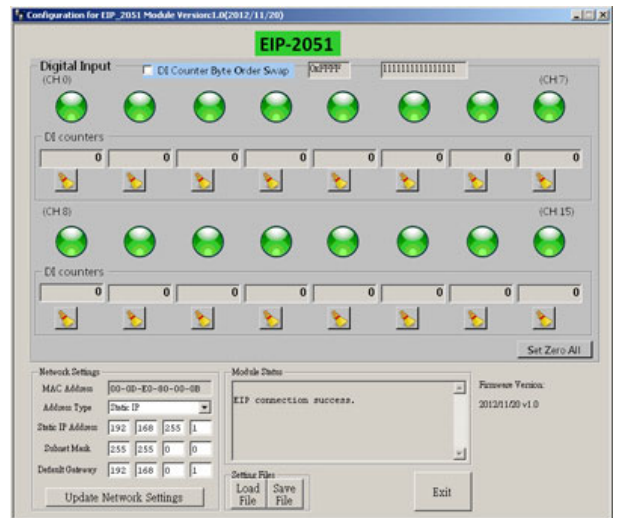 Configuration for EIP_2051 Module Version:1.0(2012/11/20)
EIP-2051
Digital Input
DI Counter Byte Order Swap
0xFFFF
1111111111111111
(CH 0)
(CH 7)
DI counters
0 0 0 0 0 0 0 0
(CH 8)
(CH 15)
DI counters
0 0 0 0 0 0 0 0
Set Zero All
Network Settings
MAC Address 00-0D-E0-80-00-0B
Address Type Static IP
Static IP Address 192 168 255 1
Subnet Mask 255 255 0 0
Default Gateway 192 168 0 1
Update Network Settings
Module Status
EIP connection success.
Setting Files
Load File
Save File
Firmware Version:
2012/11/20 v1.0
Exit